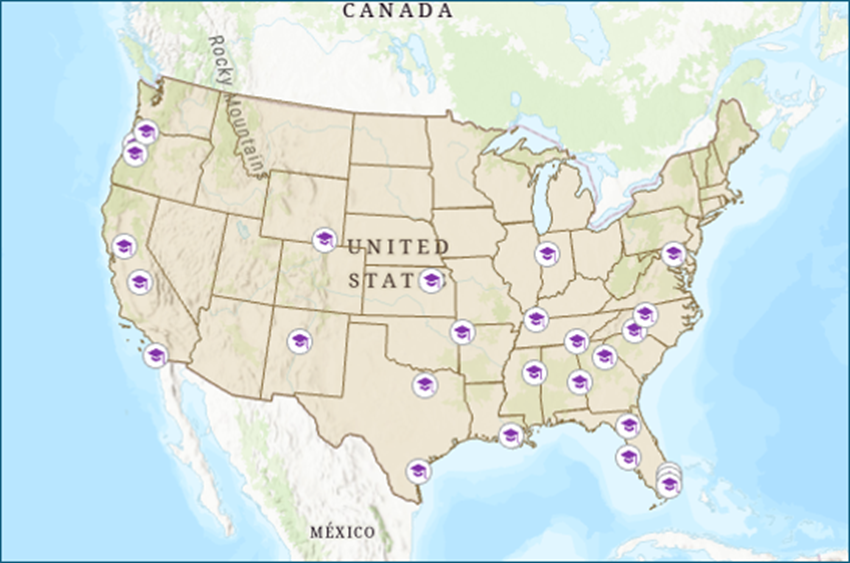 CANADA
Rocky Mountains
UNITED
STAT
MÉXICO